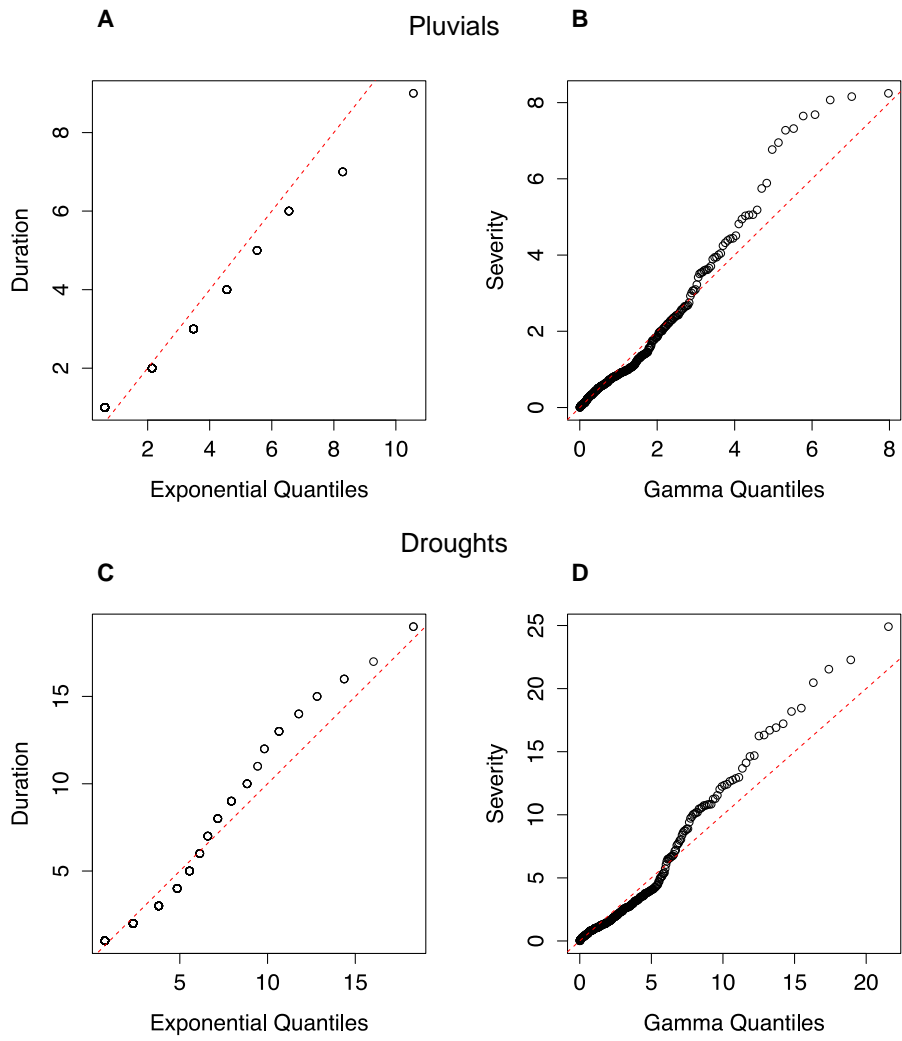 A
Pluvials
B
Duration
2 4 6 8
2 4 6 8 10
Exponential Quantiles
Severity
0 2 4 6 8
0 2 4 6 8
Gamma Quantiles
Droughts
C
D
Duration
5 10 15
5 10 15
Exponential Quantiles
Severity
0 5 10 15 20 25
0 5 10 15 20
Gamma Quantiles